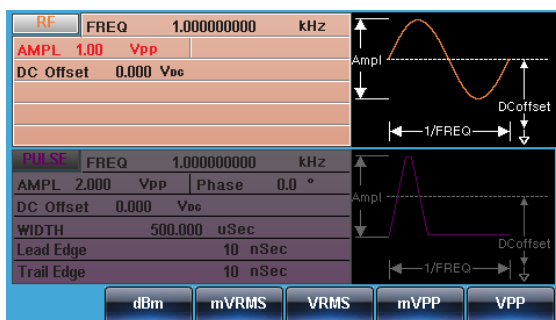 RF FREQ 1.000000000 kHz
AMPL 1.00 Vpp
DC Offset 0.000 VDC
Ampl
DCoffset
1/FREQ
PULSE FREQ 1.000000000 kHz
AMPL 2.000 Vpp Phase 0.0 °
DC Offset 0.000 VDC
WIDTH 500.000 uSec
Lead Edge 10 nSec
Trail Edge 10 nSec
Ampl
DCoffset
1/FREQ
dBm mVRMS VRMS mVPP VPP